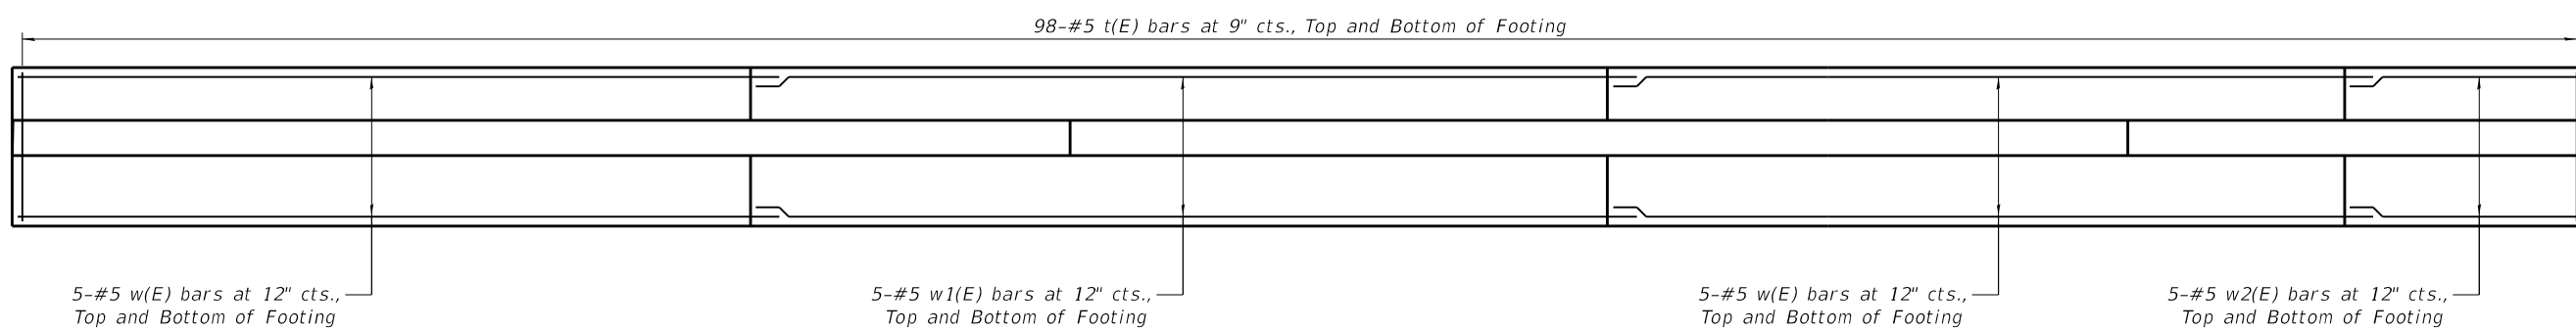 98-#5 t(E) bars at 9" cts., Top and Bottom of Footing
5-#5 w(E) bars at 12" cts.,
Top and Bottom of Footing
5-#5 w1(E) bars at 12" cts.,
Top and Bottom of Footing
5-#5 w(E) bars at 12" cts.,
Top and Bottom of Footing
5-#5 w2(E) bars at 12" cts.,
Top and Bottom of Footing